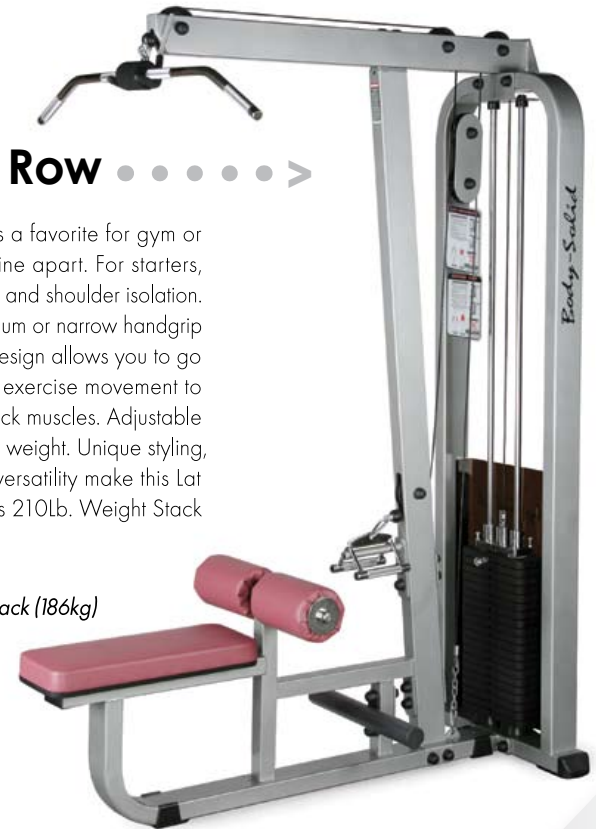 Row
s a favorite for gym or
ine apart. For starters,
and shoulder isolation.
um or narrow handgrip
esign allows you to go
exercise movement to
ck muscles. Adjustable
weight. Unique styling,
versatility make this Lat
s 210Lb. Weight Stack
ack (186kg)
Body-Solid